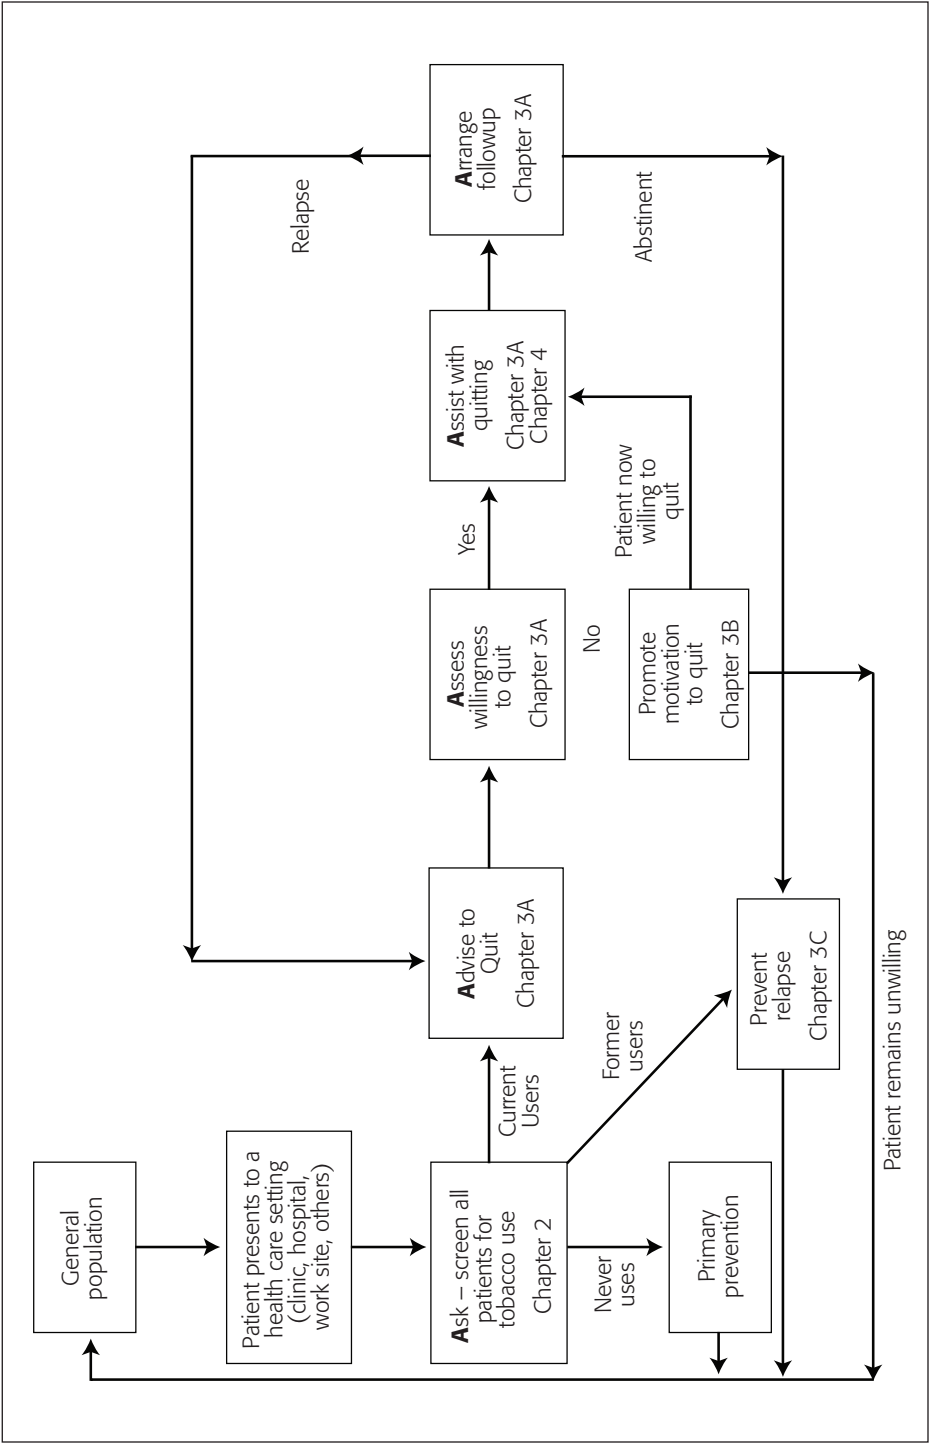 General
population
Patient presents to a
health care setting
(clinic, hospital,
work site, others)
Ask – screen all
patients for
tobacco use
Chapter 2
Never
uses
Primary
prevention
Current
Users
Former
users
Advise to
Quit
Chapter 3A
Prevent
relapse
Chapter 3C
Assess
willingness
to quit
Chapter 3A
Yes
No
Promote
motivation
to quit
Chapter 3B
Patient now
willing to
quit
Patient remains unwilling
Assist with
quitting
Chapter 3A
Chapter 4
Arrange
followup
Chapter 3A
Relapse
Abstinent